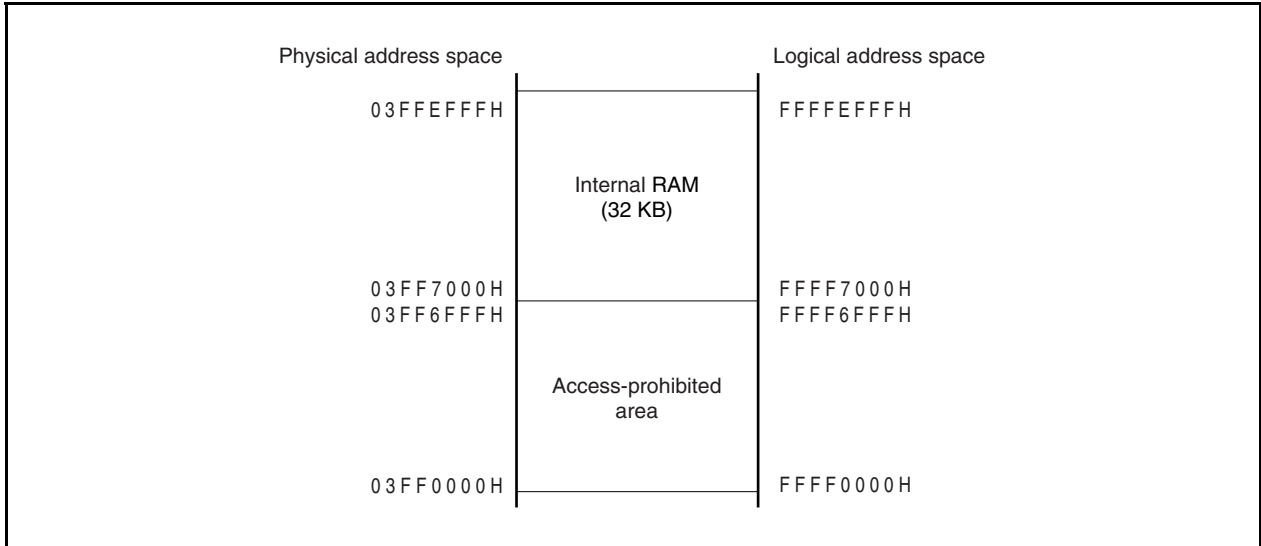 Physical address space
Logical address space
03FFEFFFH
FFFFEFFFH
Internal RAM
(32 KB)
03FF7000H
FFFF7000H
03FF6FFFH
FFFF6FFFH
Access-prohibited
area
03FF0000H
FFFF0000H